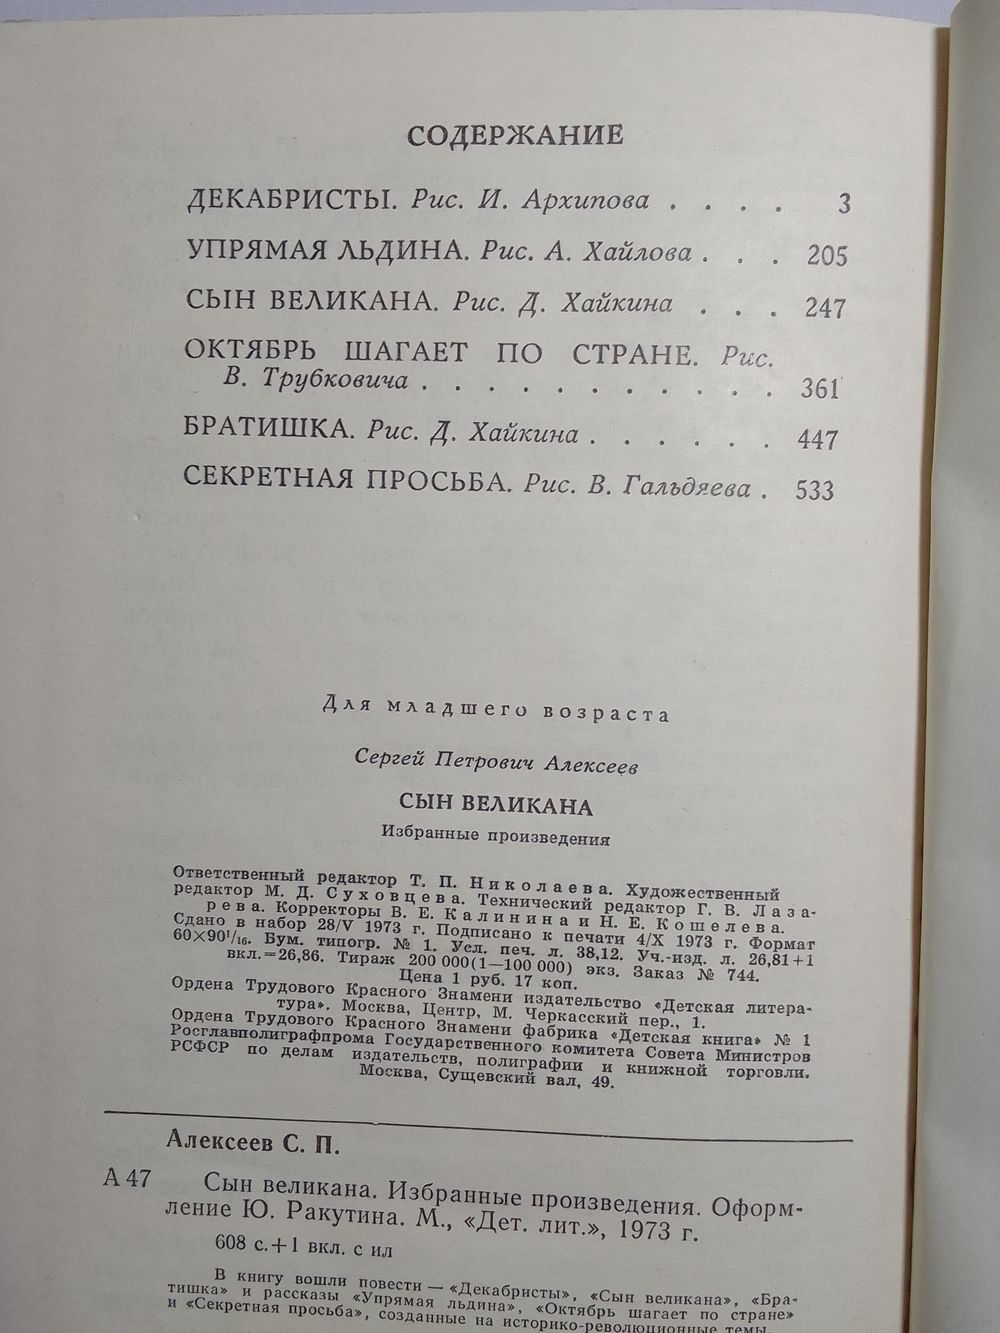 СОДЕРЖАНИЕ
ДЕКАБРИСТЫ. Рис. И. Архипова . . . . 3
УПРЯМАЯ ЛЬДИНА. Рис. А. Хайлова . . . 205
СЫН ВЕЛИКАНА. Рис. Д. Хайкина . . . 247
ОКТЯБРЬ ШАГАЕТ ПО СТРАНЕ. Рис.
В. Трубковича . . . . . . . . . . . 361
БРАТИШКА. Рис. Д. Хайкина . . . . . . 447
СЕКРЕТНАЯ ПРОСЬБА. Рис. В. Гальдяева . 533
Для младшего возраста
Сергей Петрович Алексеев
СЫН ВЕЛИКАНА
Избранные произведения
Ответственный редактор Т. П. Николаева. Художественный
редактор М. Д. Суховцева. Технический редактор Г. В. Лаза-
рева. Корректоры В. Е. Калинина и Н. Е. Кошелева.
Сдано в набор 28/V 1973 г. Подписано к печати 4/X 1973 г. Формат
60×90¹/₁₆. Бум. типогр. № 1. Усл. печ. л. 38,12. Уч.-изд. л. 26,81+1
вкл.=26,86. Тираж 200 000(1—100 000) экз. Заказ № 744.
Цена 1 руб. 17 коп.
Ордена Трудового Красного Знамени издательство «Детская литера-
тура». Москва, Центр, М. Черкасский пер., 1.
Ордена Трудового Красного Знамени фабрика «Детская книга» № 1
Росглавполиграфпрома Государственного комитета Совета Министров
РСФСР по делам издательств, полиграфии и книжной торговли.
Москва, Сущевский вал, 49.
Алексеев С. П.
А 47 Сын великана. Избранные произведения. Оформ-
ление Ю. Ракутина. М., «Дет. лит.», 1973 г.
608 с.+1 вкл. с ил
В книгу вошли повести — «Декабристы», «Сын великана», «Бра-
тишка» и рассказы «Упрямая льдина», «Октябрь шагает по стране»
и «Секретная просьба», созданные на историко-революционные темы